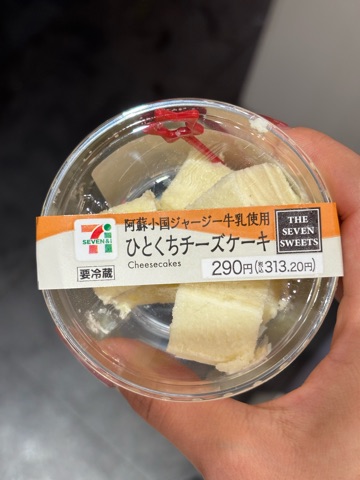 阿蘇小国ジャージー牛乳使用
ひとくちチーズケーキ
Cheesecakes
THE
SEVEN
SWEETS
7
SEVEN&i
要冷蔵
290円(税込313.20円)